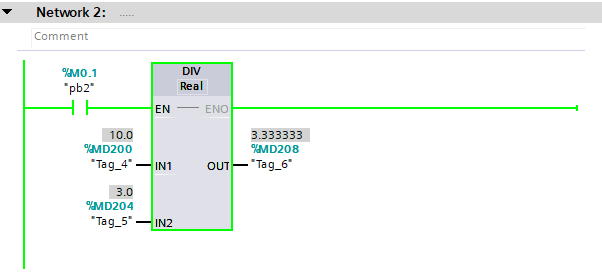 Network 2: .....
Comment
%M0.1
"pb2"
DIV
Real
EN
ENO
10.0
%MD200
"Tag_4"
IN1
3.333333
%MD208
"Tag_6"
OUT
3.0
%MD204
"Tag_5"
IN2